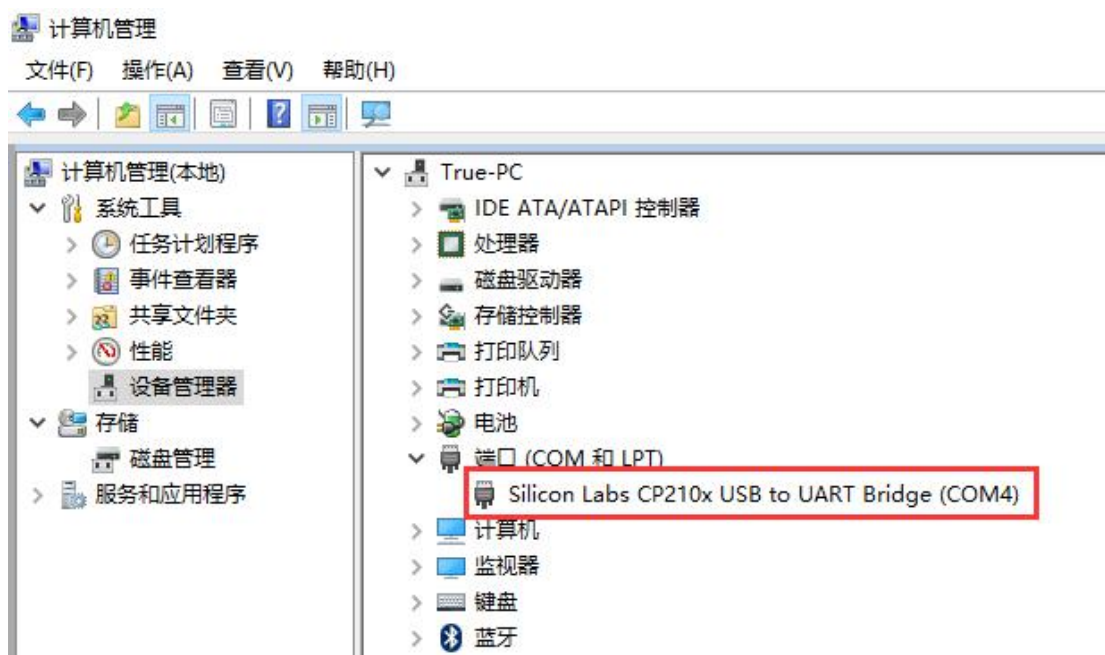 计算机管理
文件(F) 操作(A) 查看(V) 帮助(H)
计算机管理(本地)
系统工具
任务计划程序
事件查看器
共享文件夹
性能
设备管理器
存储
磁盘管理
服务和应用程序
True-PC
IDE ATA/ATAPI 控制器
处理器
磁盘驱动器
存储控制器
打印队列
打印机
电池
端口 (COM 和 LPT)
Silicon Labs CP210x USB to UART Bridge (COM4)
计算机
监视器
键盘
蓝牙